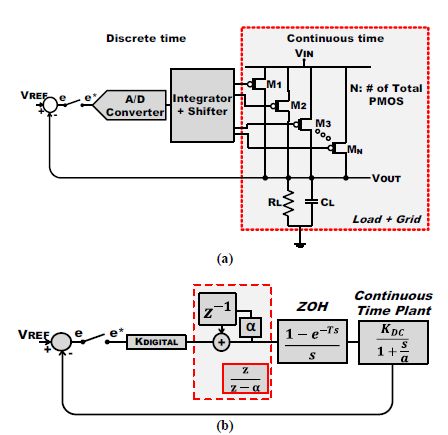 Discrete time
Continuous time
VIN
VREF
+
-
e
e*
A/D
Converter
Integrator
+ Shifter
M1
M2
M3
MN
N: # of Total
PMOS
VOUT
RL
CL
Load + Grid
(a)
Continuous
Time Plant
ZOH
VREF
+
-
e
e*
KDIGITAL
z⁻¹
α
+
z
z − α
1 − e⁻ᵀˢ
s
KDC
1 + s
a
(b)